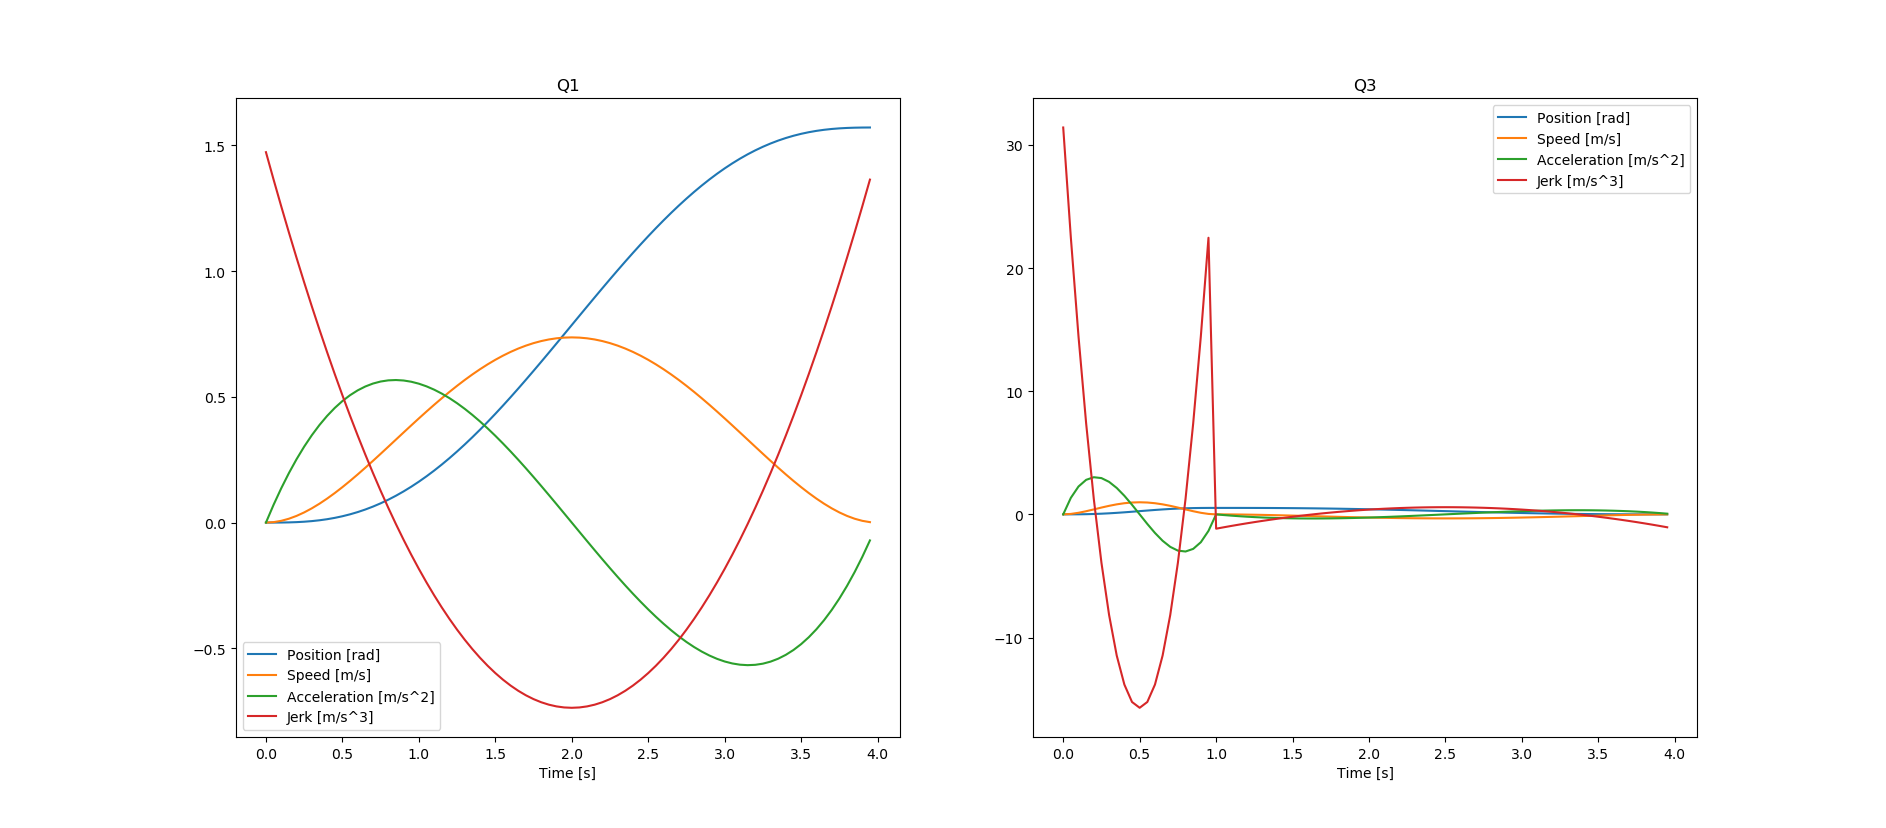 Q1
1.5
1.0
0.5
0.0
−0.5
Position [rad]
Speed [m/s]
Acceleration [m/s^2]
Jerk [m/s^3]
0.0 0.5 1.0 1.5 2.0 2.5 3.0 3.5 4.0
Time [s]
Q3
Position [rad]
Speed [m/s]
Acceleration [m/s^2]
Jerk [m/s^3]
30
20
10
0
−10
0.0 0.5 1.0 1.5 2.0 2.5 3.0 3.5 4.0
Time [s]